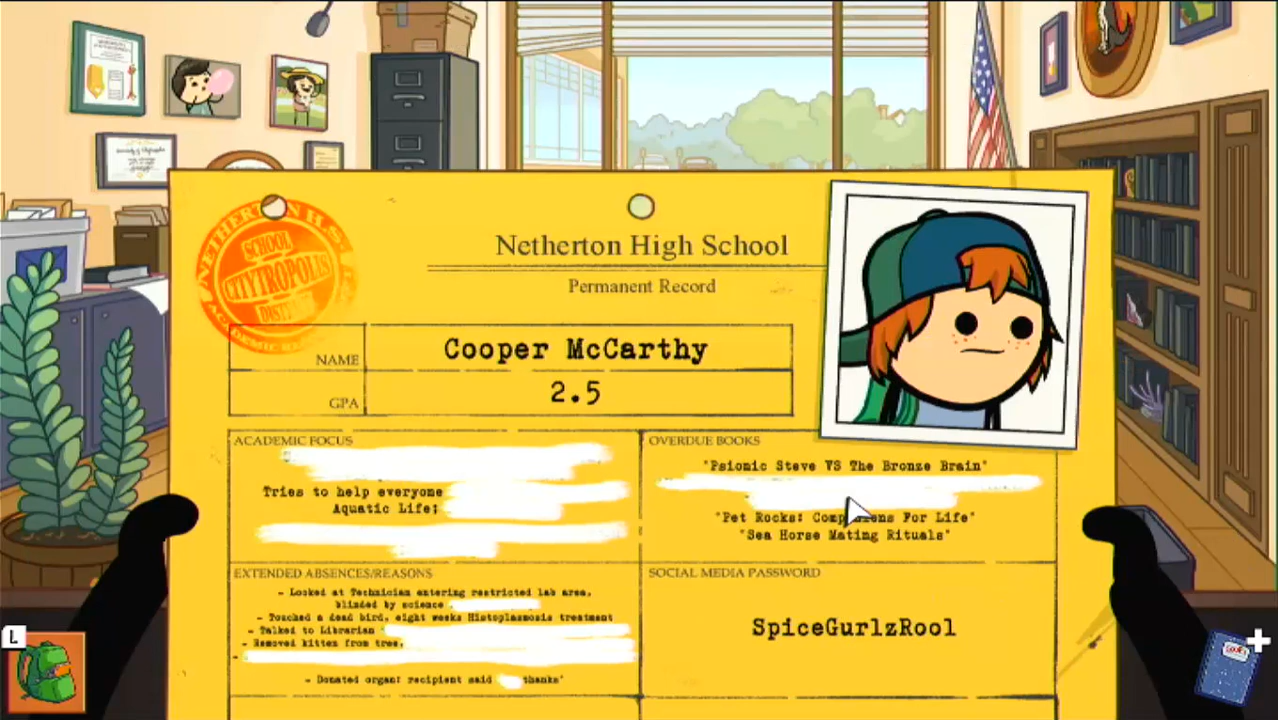 NETHERTON H.S.
SCHOOL
CITYTROPOLIS
Netherton High School
Permanent Record
NAME
Cooper McCarthy
GPA
2.5
ACADEMIC FOCUS
Tries to help everyone
Aquatic Life;
OVERDUE BOOKS
"Psionic Steve VS The Bronze Brain"
"Pet Rocks: For Life"
"Sea Horse Mating Rituals"
EXTENDED ABSENCES/REASONS
- Looked at Technician entering restricted lab area,
blinded by science
- Touched a dead bird, eight weeks Histoplasmosis treatment
- Talked to Librarian
- Removed kitten from tree,
-
- Donated organ: recipient said thanks"
SOCIAL MEDIA PASSWORD
SpiceGurlzRool
L
+